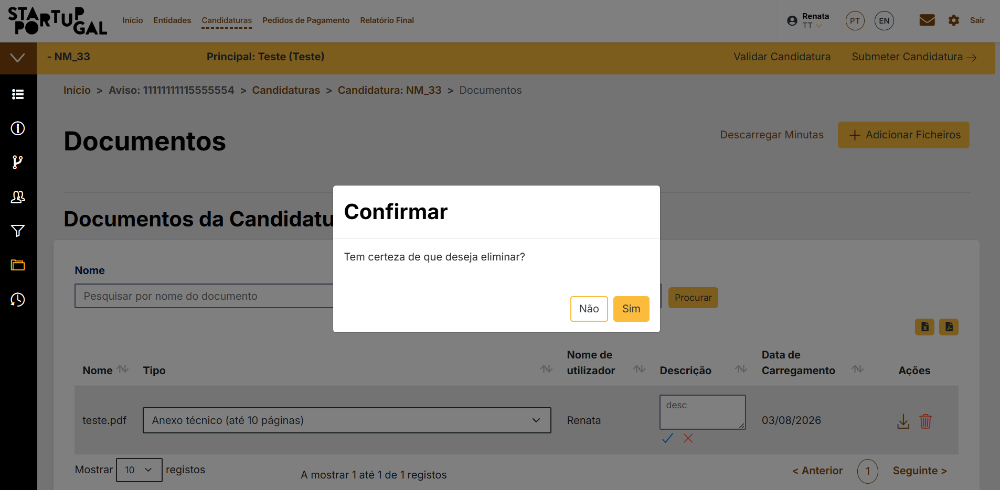 STARTUP
PORTUGAL
Início Entidades Candidaturas Pedidos de Pagamento Relatório Final
Renata
TT
PT EN Sair
- NM_33 Principal: Teste (Teste) Validar Candidatura Submeter Candidatura
Início > Aviso: 11111111115555554 > Candidaturas > Candidatura: NM_33 > Documentos
Documentos
Descarregar Minutas Adicionar Ficheiros
Documentos da Candidatu
Confirmar
Tem certeza de que deseja eliminar?
Não Sim
Nome
Pesquisar por nome do documento
Procurar
Nome Tipo Nome de utilizador Descrição Data de Carregamento Ações
teste.pdf Anexo técnico (até 10 páginas) Renata desc 03/08/2026
Mostrar 10 registos
A mostrar 1 até 1 de 1 registos
< Anterior 1 Seguinte >